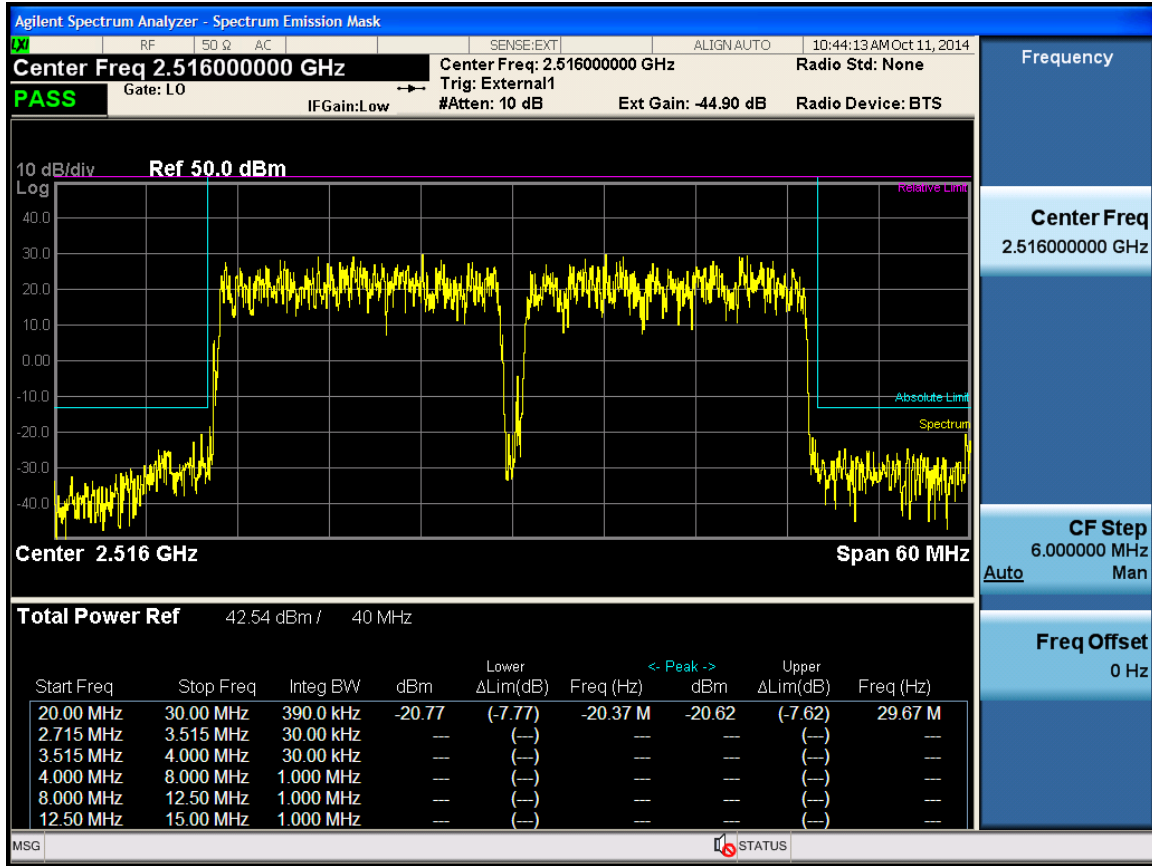 Agilent Spectrum Analyzer - Spectrum Emission Mask
LXI RF 50 Ω AC SENSE:EXT ALIGN AUTO 10:44:13 AM Oct 11, 2014
Center Freq 2.516000000 GHz
Center Freq: 2.516000000 GHz
Radio Std: None
PASS
Gate: LO
IFGain:Low
Trig: External1
#Atten: 10 dB
Ext Gain: -44.90 dB
Radio Device: BTS
10 dB/div
Ref 50.0 dBm
Log
Relative Limit
40.0
30.0
20.0
10.0
0.00
-10.0
Absolute Limit
Spectrum
-20.0
-30.0
-40.0
Center 2.516 GHz
Span 60 MHz
Total Power Ref 42.54 dBm / 40 MHz
Lower <- Peak -> Upper
Start Freq Stop Freq Integ BW dBm ΔLim(dB) Freq (Hz) dBm ΔLim(dB) Freq (Hz)
20.00 MHz 30.00 MHz 390.0 kHz -20.77 (-7.77) -20.37 M -20.62 (-7.62) 29.67 M
2.715 MHz 3.515 MHz 30.00 kHz --- (---) --- --- (---) ---
3.515 MHz 4.000 MHz 30.00 kHz --- (---) --- --- (---) ---
4.000 MHz 8.000 MHz 1.000 MHz --- (---) --- --- (---) ---
8.000 MHz 12.50 MHz 1.000 MHz --- (---) --- --- (---) ---
12.50 MHz 15.00 MHz 1.000 MHz --- (---) --- --- (---) ---
MSG
STATUS
Frequency
Center Freq
2.516000000 GHz
CF Step
6.000000 MHz
Auto Man
Freq Offset
0 Hz